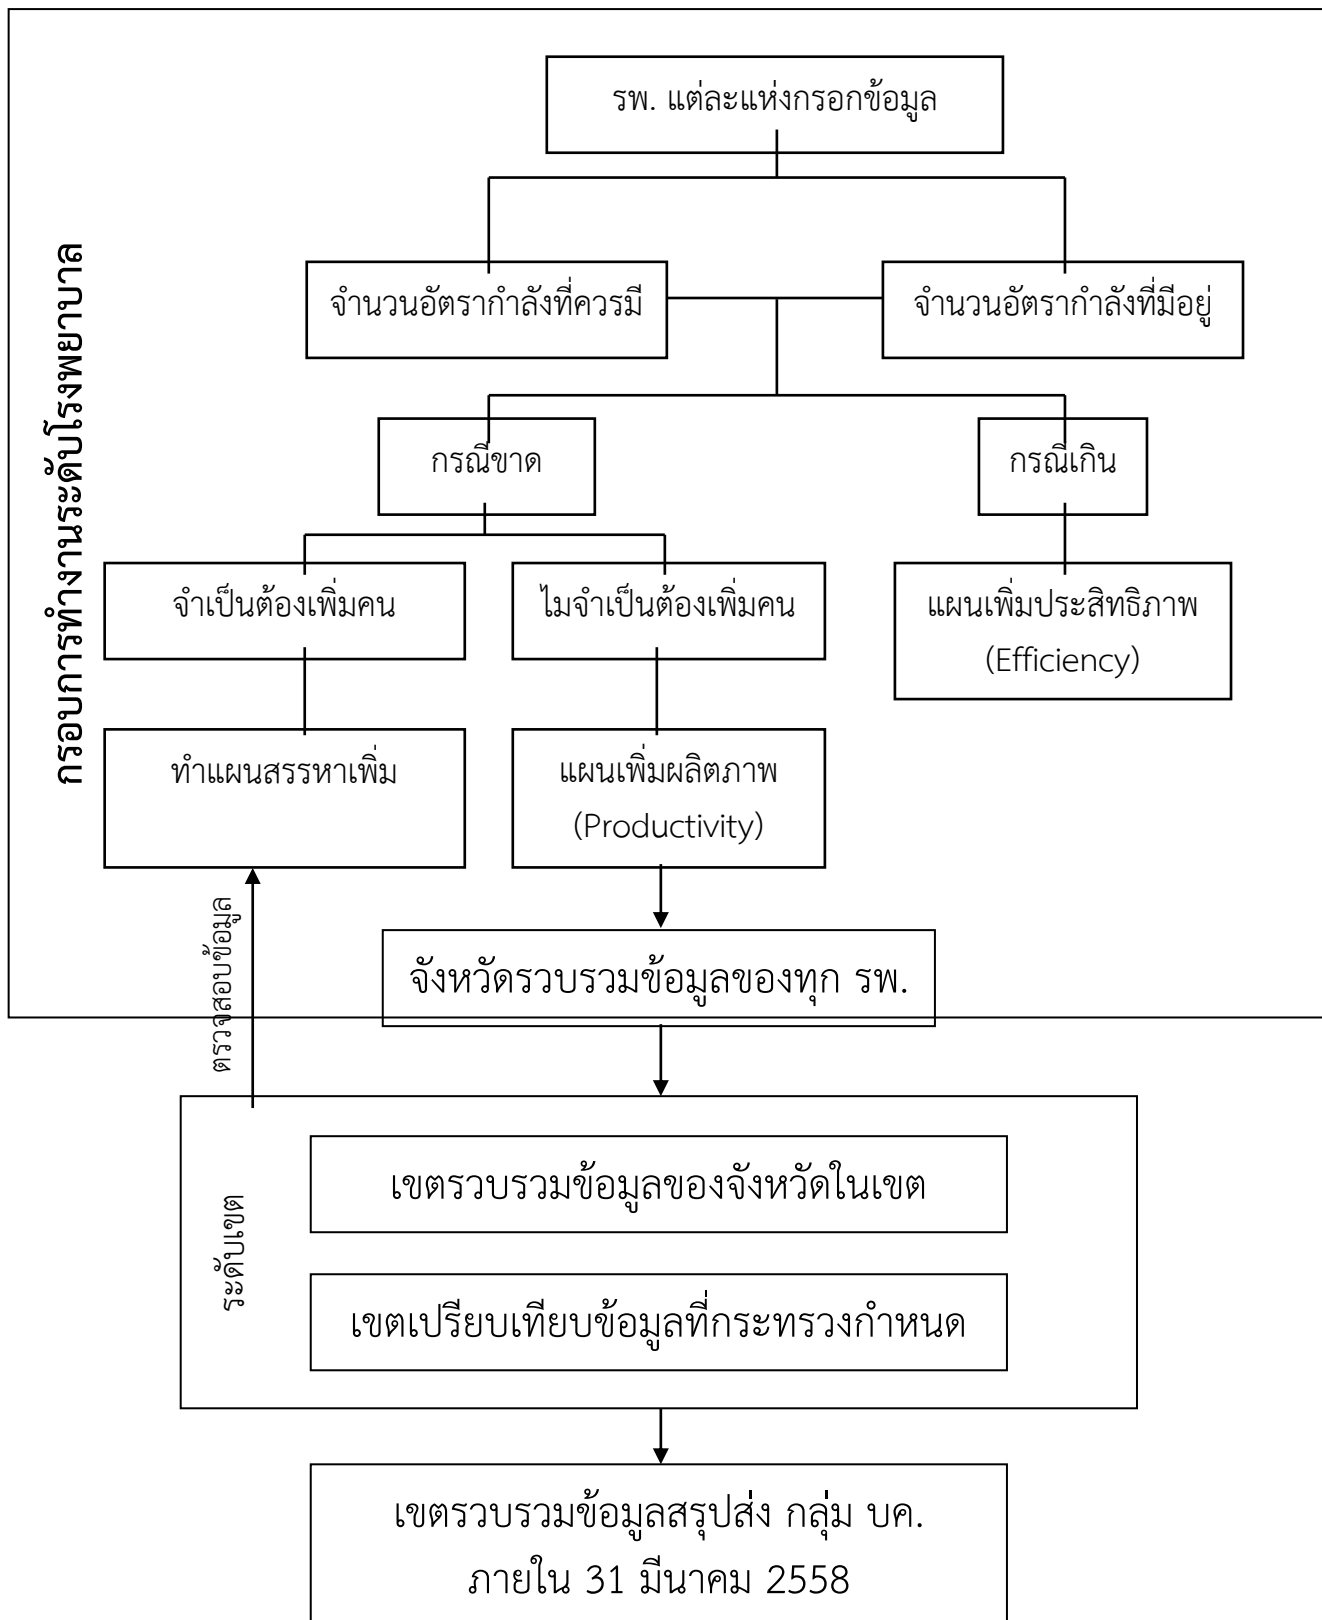 รพ. แต่ละแห่งกรอกข้อมูล
กรอบการทำงานระดับโรงพยาบาล
จำนวนอัตรากำลังที่ควรมี
จำนวนอัตรากำลังที่มีอยู่
กรณีขาด
กรณีเกิน
จำเป็นต้องเพิ่มคน
ไมจำเป็นต้องเพิ่มคน
แผนเพิ่มประสิทธิภาพ
(Efficiency)
ทำแผนสรรหาเพิ่ม
แผนเพิ่มผลิตภาพ
(Productivity)
ตรวจสอบข้อมูล
จังหวัดรวบรวมข้อมูลของทุก รพ.
ระดับเขต
เขตรวบรวมข้อมูลของจังหวัดในเขต
เขตเปรียบเทียบข้อมูลที่กระทรวงกำหนด
เขตรวบรวมข้อมูลสรุปส่ง กลุ่ม บค.
ภายใน 31 มีนาคม 2558